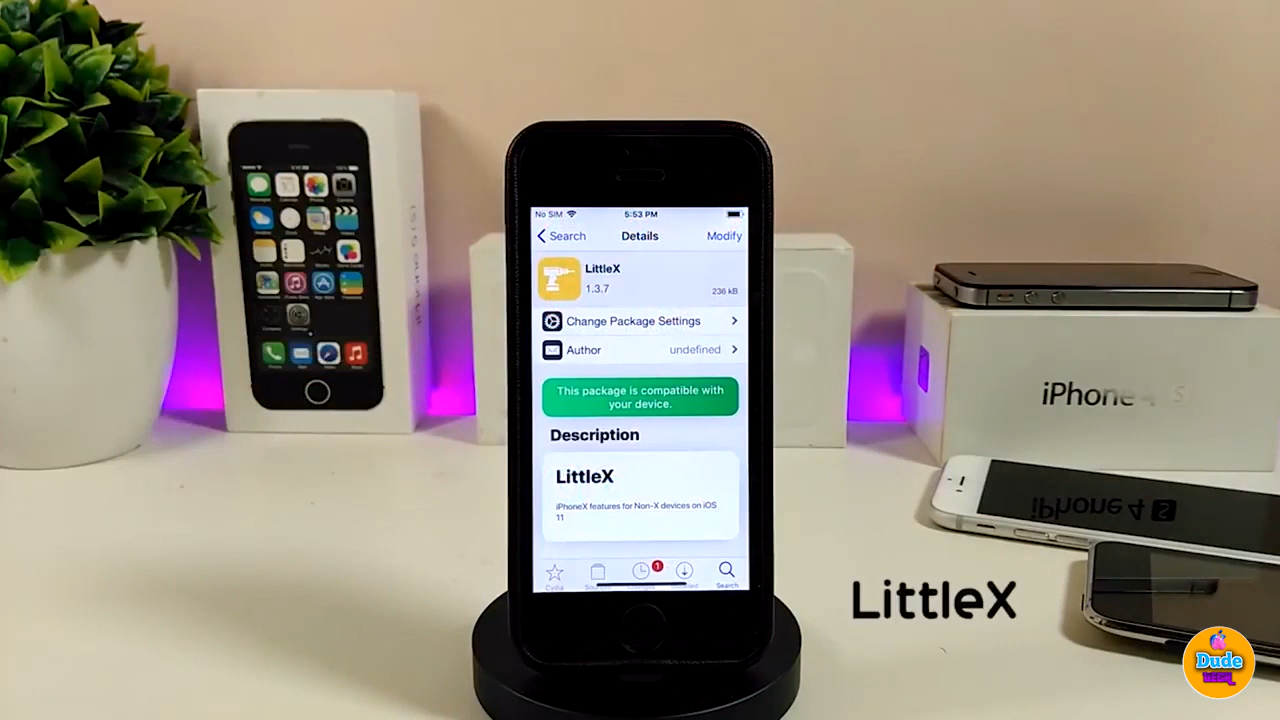 No SIM
5:53 PM
Search
Details
Modify
LittleX
1.3.7
236 kB
Change Package Settings
Author
undefined
This package is compatible with
your device.
Description
LittleX
iPhoneX features for Non-X devices on iOS
11
1
Cydia
Search
iPhone 4 S
iPhone 4S
LittleX
Dude